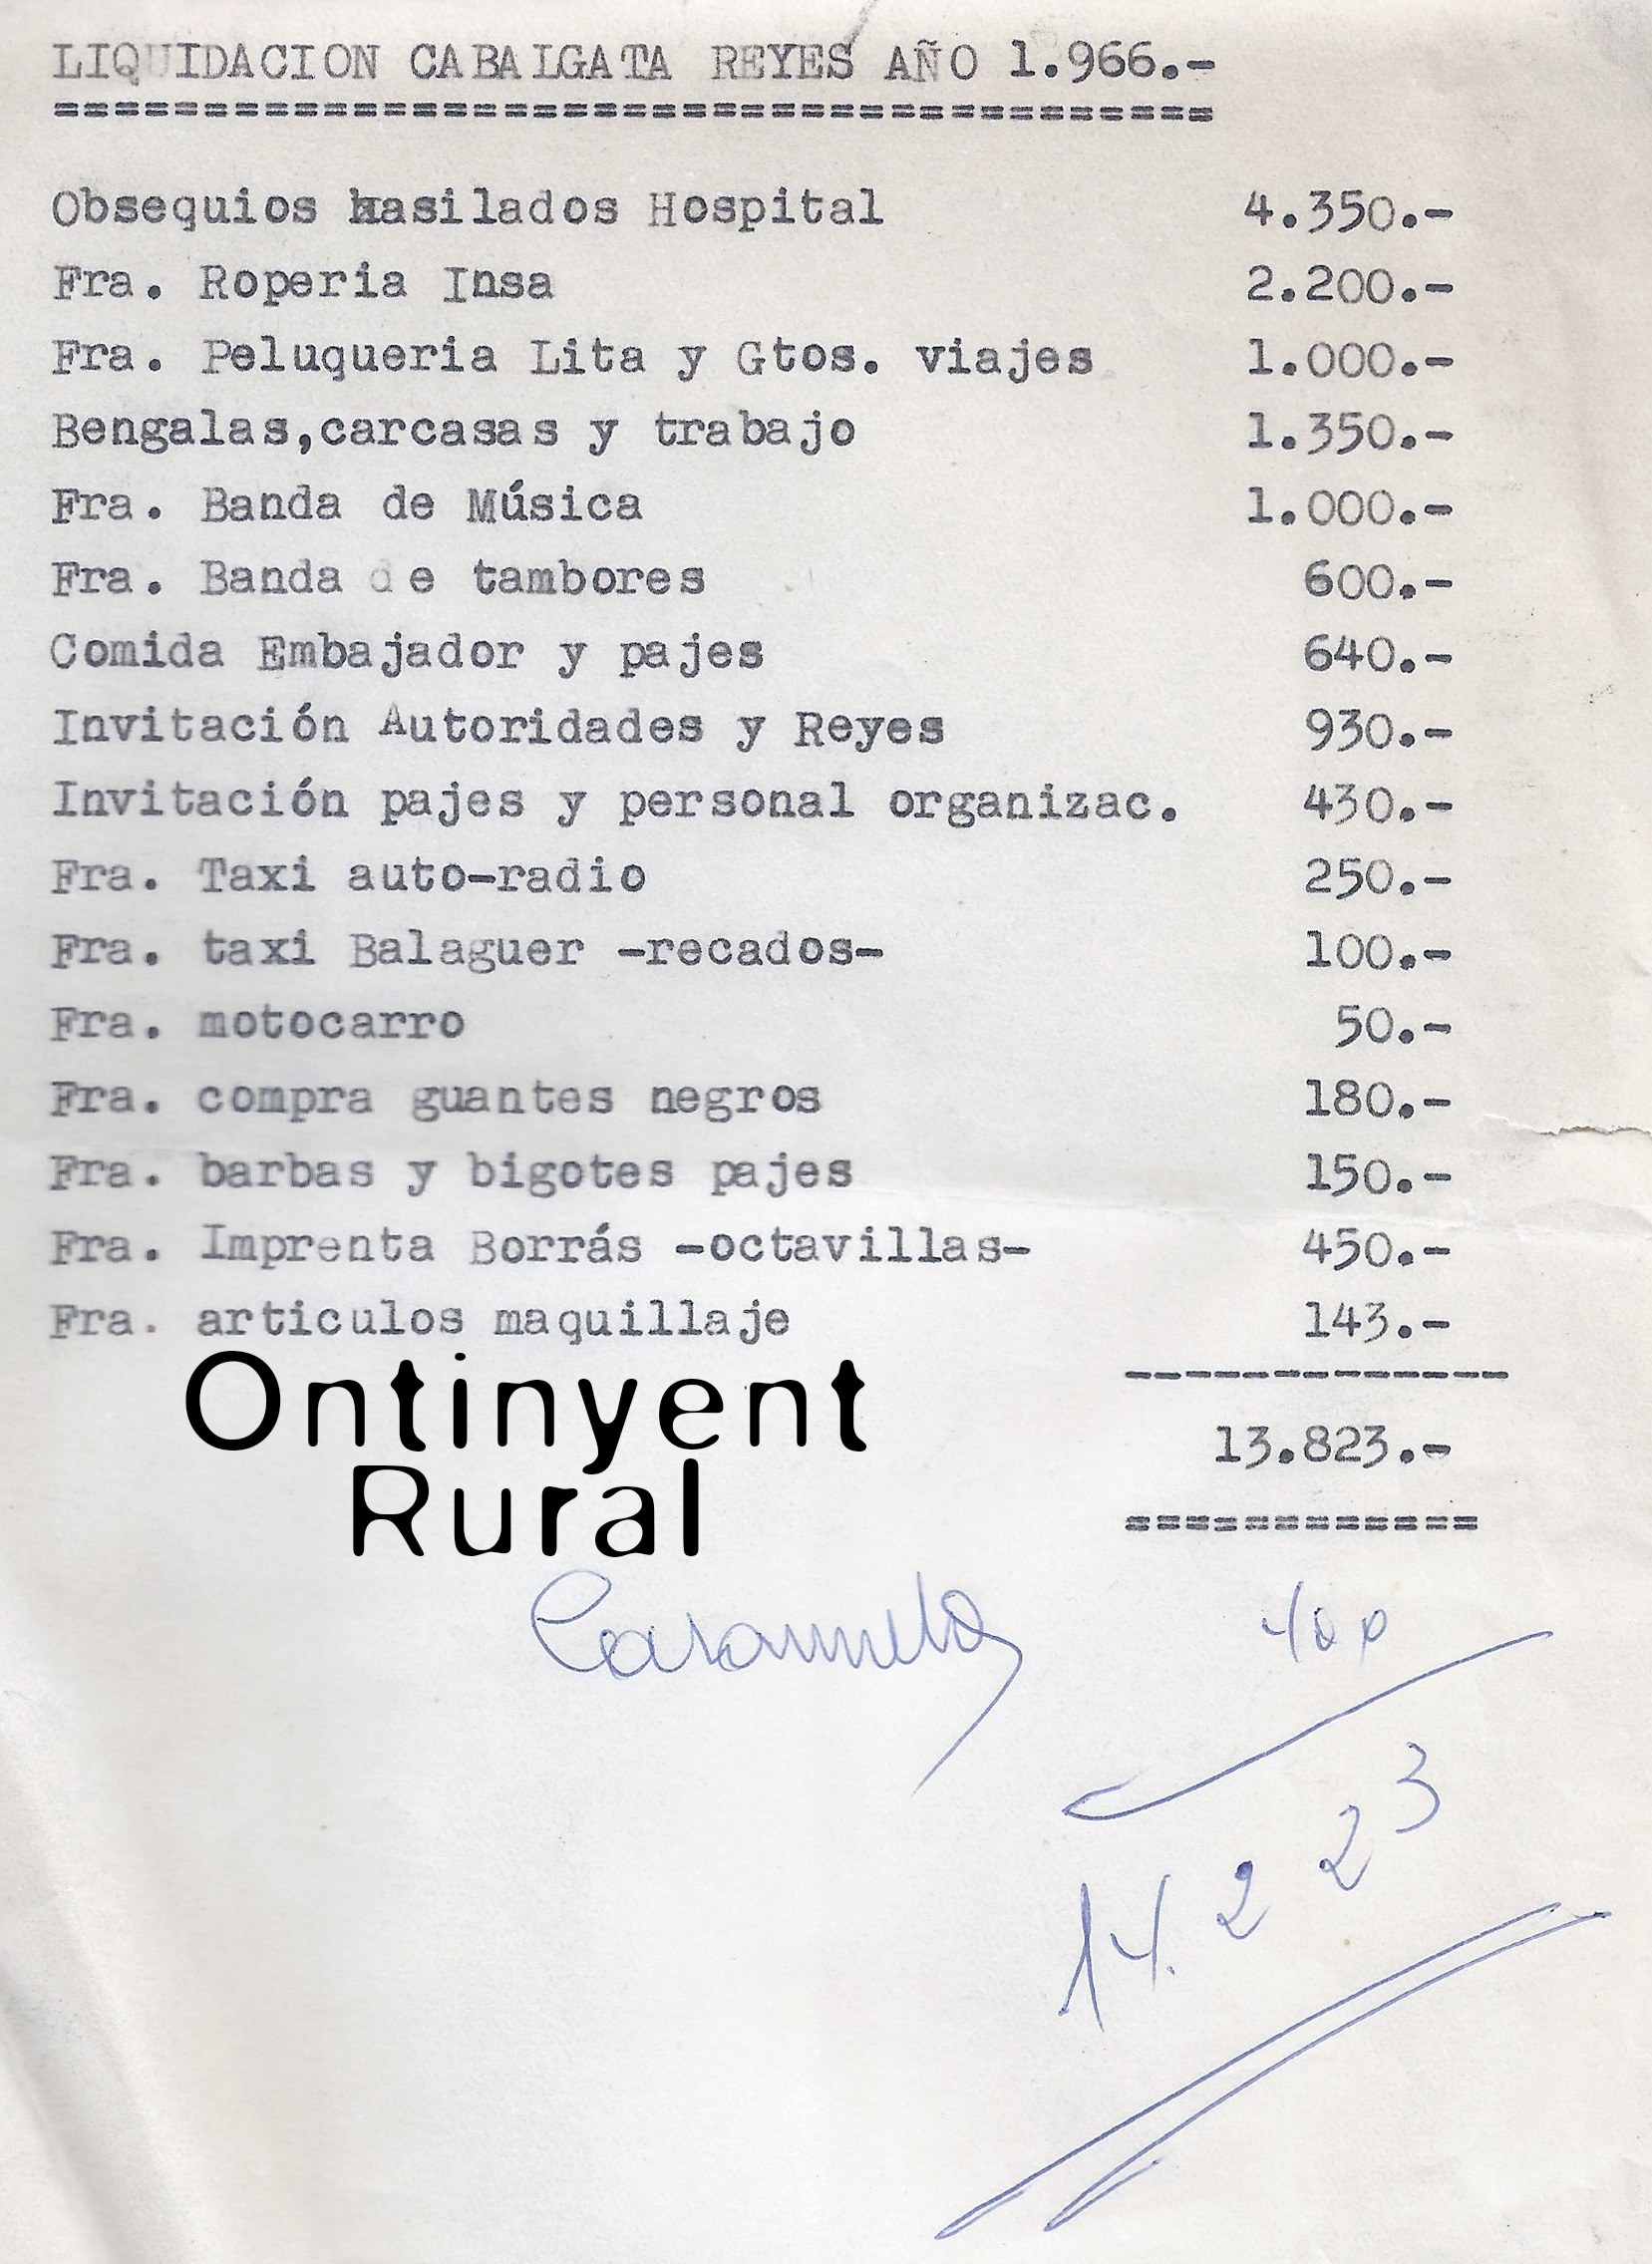 LIQUIDACION CABALGATA REYES AÑO 1.966.-
=======================================
Obsequios asilados Hospital 4.350.-
Fra. Roperia Insa 2.200.-
Fra. Peluqueria Lita y Gtos. viajes 1.000.-
Bengalas,carcasas y trabajo 1.350.-
Fra. Banda de Música 1.000.-
Fra. Banda de tambores 600.-
Comida Embajador y pajes 640.-
Invitación Autoridades y Reyes 930.-
Invitación pajes y personal organizac. 430.-
Fra. Taxi auto-radio 250.-
Fra. taxi Balaguer -recados- 100.-
Fra. motocarro 50.-
Fra. compra guantes negros 180.-
Fra. barbas y bigotes pajes 150.-
Fra. Imprenta Borrás -octavillas- 450.-
Fra. articulos maquillaje 143.-
-------------
13.823.-
============
Ontinyent
Rural
Caramelos 400
14.223